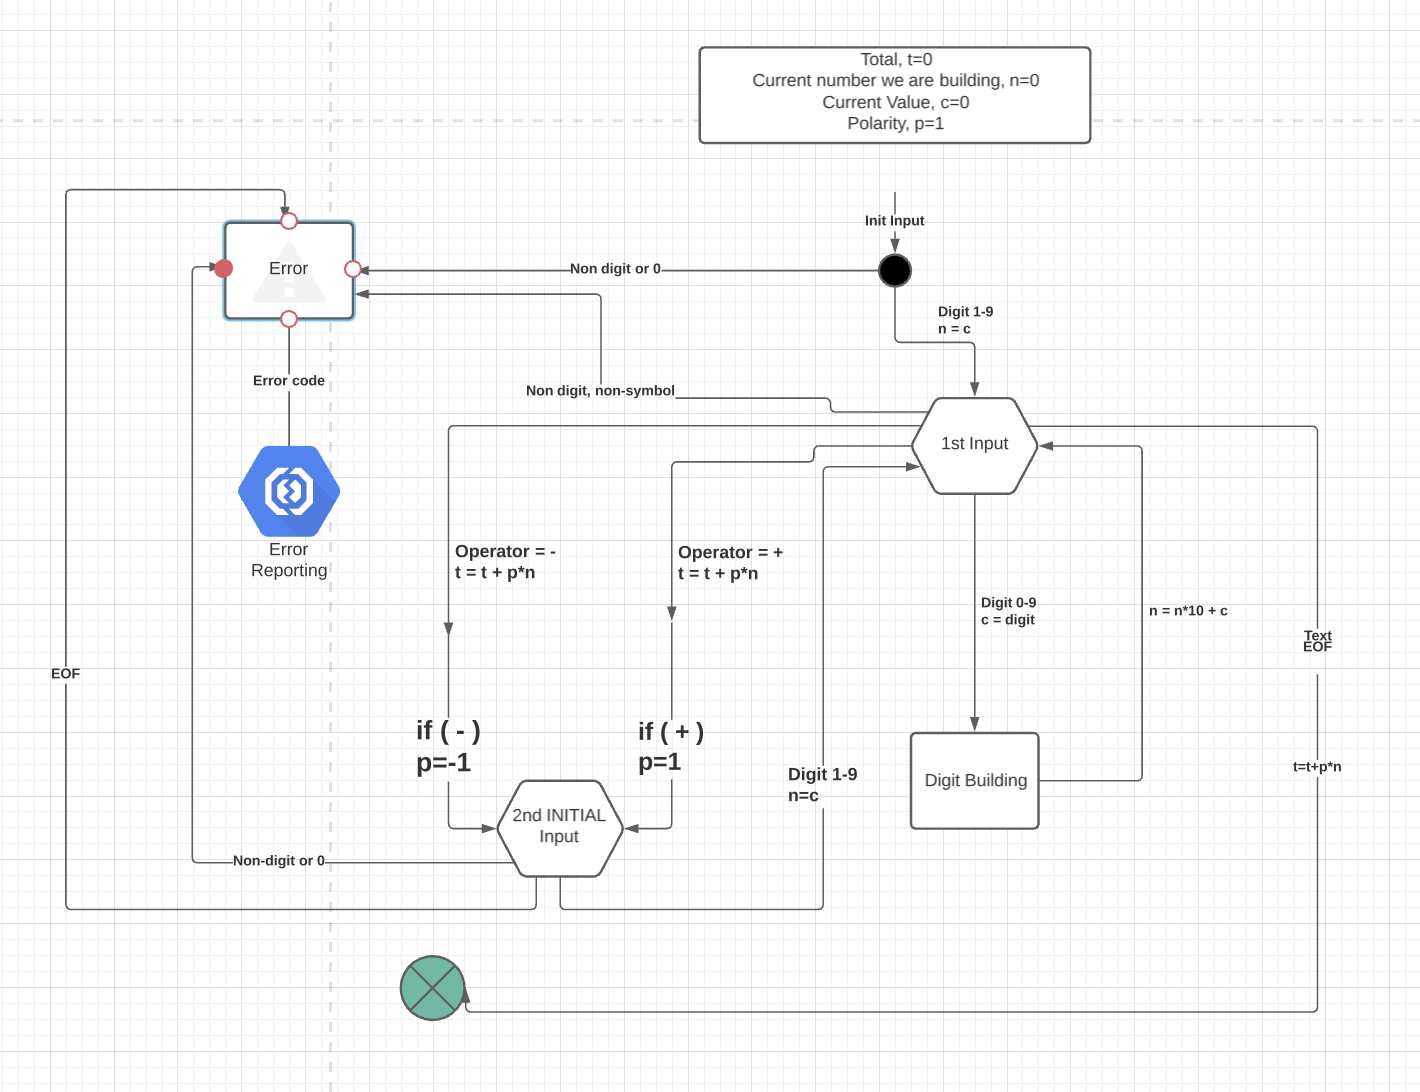 Total, t=0
Current number we are building, n=0
Current Value, c=0
Polarity, p=1
Init Input
Error
Non digit or 0
Digit 1-9
n = c
Error code
Non digit, non-symbol
1st Input
Error
Reporting
Operator = -
t = t + p*n
Operator = +
t = t + p*n
Digit 0-9
c = digit
n = n*10 + c
Text
EOF
EOF
if ( - )
p=-1
if ( + )
p=1
Digit 1-9
n=c
Digit Building
t=t+p*n
2nd INITIAL
Input
Non-digit or 0